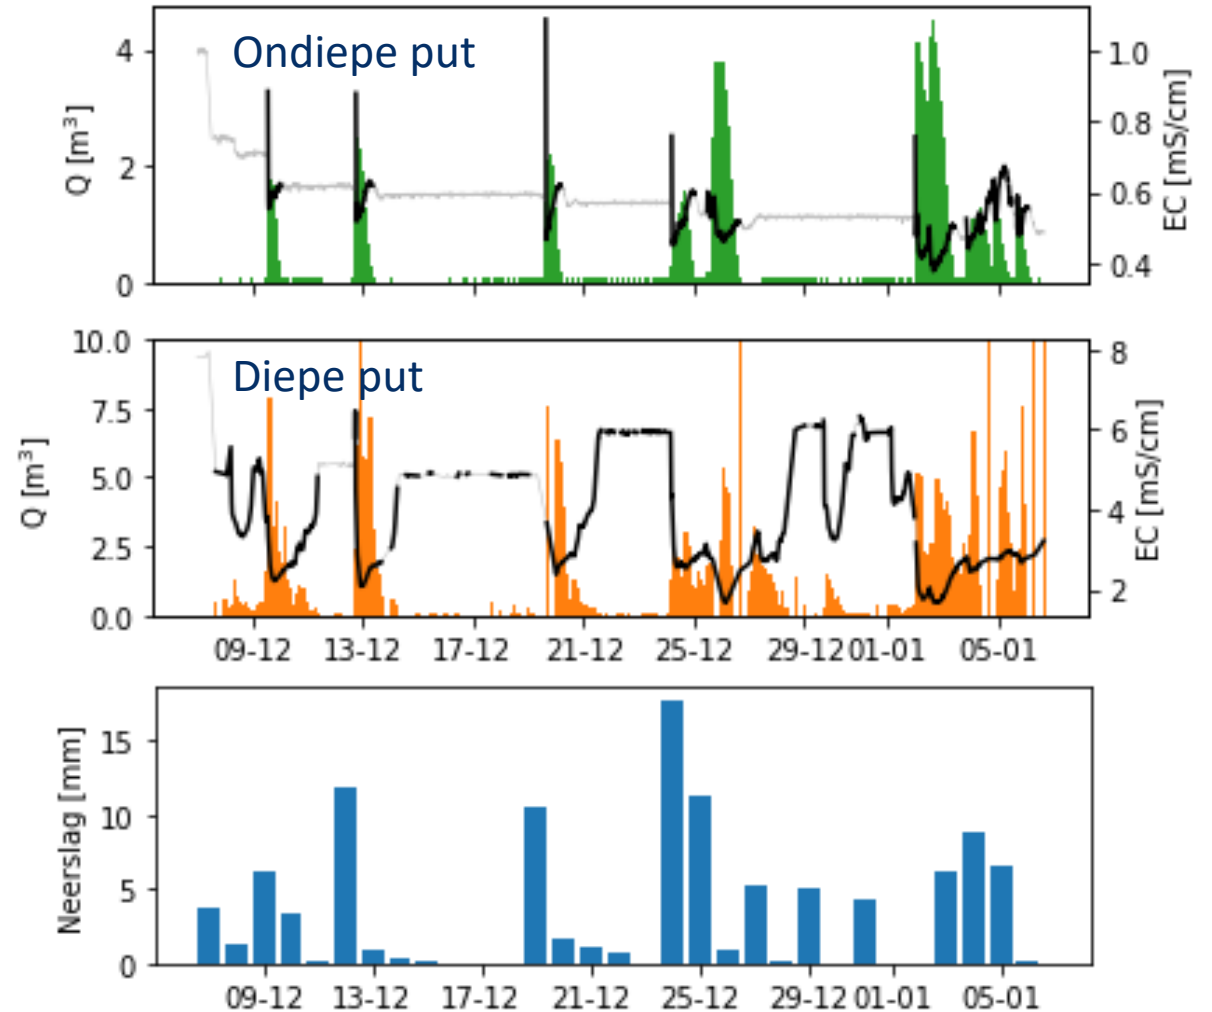 Ondiepe put
Q [m³]
4
2
0
EC [mS/cm]
1.0
0.8
0.6
0.4
Diepe put
Q [m³]
10.0
7.5
5.0
2.5
0.0
EC [mS/cm]
8
6
4
2
09-12 13-12 17-12 21-12 25-12 29-12 01-01 05-01
Neerslag [mm]
15
10
5
0
09-12 13-12 17-12 21-12 25-12 29-12 01-01 05-01